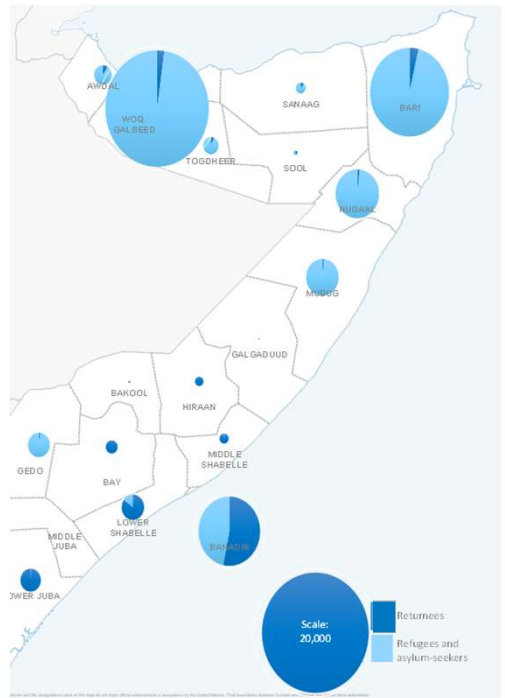 AWDAL
WOQ.
GALBEED
TOGDHEER
SANAAG
BARI
SOOL
NUGAAL
MUDUG
GALGADUUD
BAKOOL
HIRAAN
GEDO
BAY
MIDDLE
SHABELLE
LOWER
SHABELLE
BANADIR
MIDDLE
JUBA
OWER JUBA
Scale:
20,000
Returnees
Refugees and
asylum-seekers